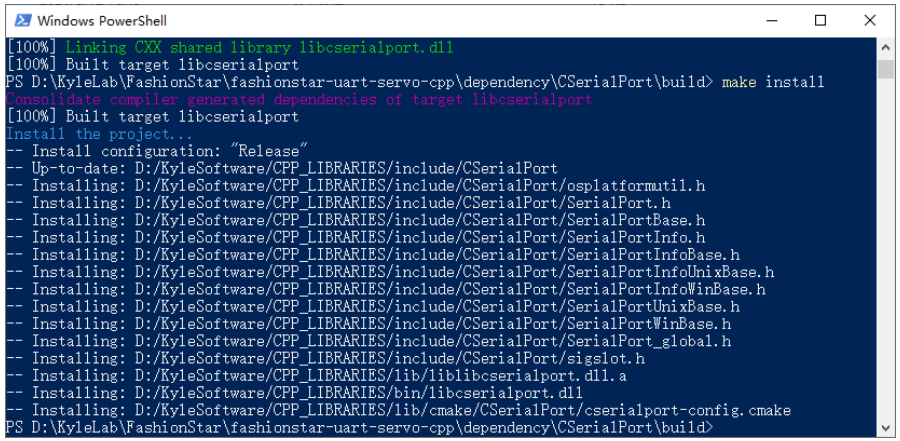 Windows PowerShell
[100%] Linking CXX shared library libcserialport.dll
[100%] Built target libcserialport
PS D:\KyleLab\FashionStar\fashionstar-uart-servo-cpp\dependency\CSerialPort\build> make install
Consolidate compiler generated dependencies of target libcserialport
[100%] Built target libcserialport
Install the project...
-- Install configuration: "Release"
-- Up-to-date: D:/KyleSoftware/CPP_LIBRARIES/include/CSerialPort
-- Installing: D:/KyleSoftware/CPP_LIBRARIES/include/CSerialPort/osplatformutil.h
-- Installing: D:/KyleSoftware/CPP_LIBRARIES/include/CSerialPort/SerialPort.h
-- Installing: D:/KyleSoftware/CPP_LIBRARIES/include/CSerialPort/SerialPortBase.h
-- Installing: D:/KyleSoftware/CPP_LIBRARIES/include/CSerialPort/SerialPortInfo.h
-- Installing: D:/KyleSoftware/CPP_LIBRARIES/include/CSerialPort/SerialPortInfoBase.h
-- Installing: D:/KyleSoftware/CPP_LIBRARIES/include/CSerialPort/SerialPortInfoUnixBase.h
-- Installing: D:/KyleSoftware/CPP_LIBRARIES/include/CSerialPort/SerialPortInfoWinBase.h
-- Installing: D:/KyleSoftware/CPP_LIBRARIES/include/CSerialPort/SerialPortUnixBase.h
-- Installing: D:/KyleSoftware/CPP_LIBRARIES/include/CSerialPort/SerialPortWinBase.h
-- Installing: D:/KyleSoftware/CPP_LIBRARIES/include/CSerialPort/SerialPort_global.h
-- Installing: D:/KyleSoftware/CPP_LIBRARIES/include/CSerialPort/sigslot.h
-- Installing: D:/KyleSoftware/CPP_LIBRARIES/lib/liblibcserialport.dll.a
-- Installing: D:/KyleSoftware/CPP_LIBRARIES/bin/libcserialport.dll
-- Installing: D:/KyleSoftware/CPP_LIBRARIES/lib/cmake/CSerialPort/cserialport-config.cmake
PS D:\KyleLab\FashionStar\fashionstar-uart-servo-cpp\dependency\CSerialPort\build>